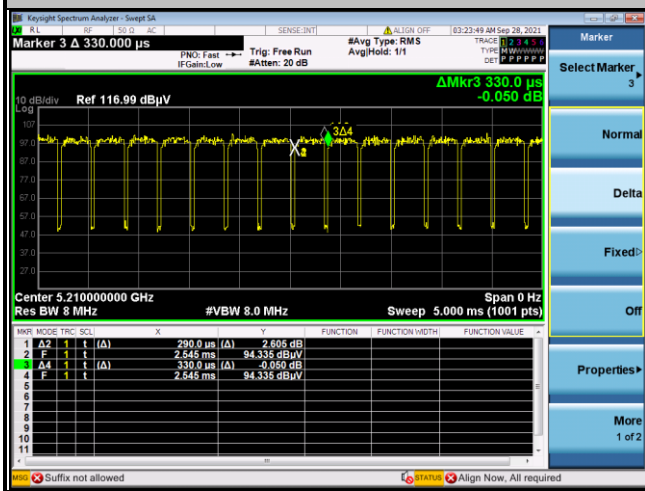 Keysight Spectrum Analyzer - Swept SA
RL RF 50 Ω AC SENSE:INT ALIGN OFF 03:23:49 AM Sep 28, 2021
Marker 3 Δ 330.000 µs
PNO: Fast
IFGain:Low
Trig: Free Run
#Atten: 20 dB
#Avg Type: RMS
Avg|Hold: 1/1
TRACE 1 2 3 4 5 6
TYPE MWWWWW
DET P P P P P P
ΔMkr3 330.0 µs
-0.050 dB
10 dB/div Ref 116.99 dBµV
Log
107
97.0
87.0
77.0
67.0
57.0
47.0
37.0
27.0
3Δ4
Center 5.210000000 GHz Span 0 Hz
Res BW 8 MHz #VBW 8.0 MHz Sweep 5.000 ms (1001 pts)
MKR MODE TRC SCL X Y FUNCTION FUNCTION WIDTH FUNCTION VALUE
1 Δ2 1 t (Δ) 290.0 µs (Δ) 2.605 dB
2 F 1 t 2.545 ms 94.335 dBµV
3 Δ4 1 t (Δ) 330.0 µs (Δ) -0.050 dB
4 F 1 t 2.545 ms 94.335 dBµV
5
6
7
8
9
10
11
MSG Suffix not allowed STATUS Align Now, All required
Marker
Select Marker
3
Normal
Delta
Fixed
Off
Properties
More
1 of 2